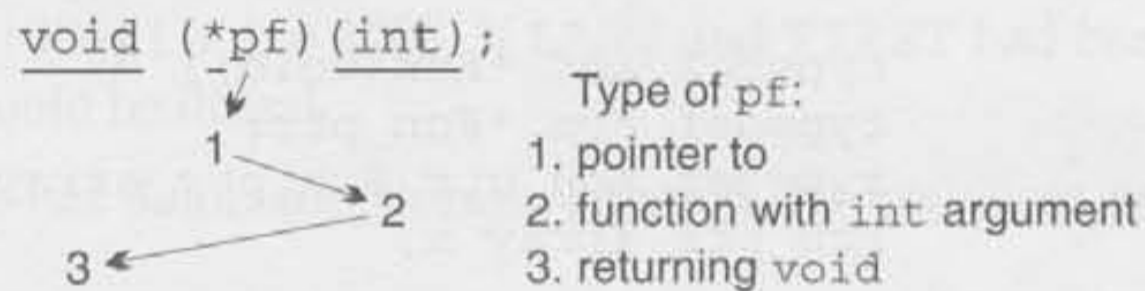 void (*pf)(int);
Type of pf:
1
1. pointer to
2
2. function with int argument
3
3. returning void